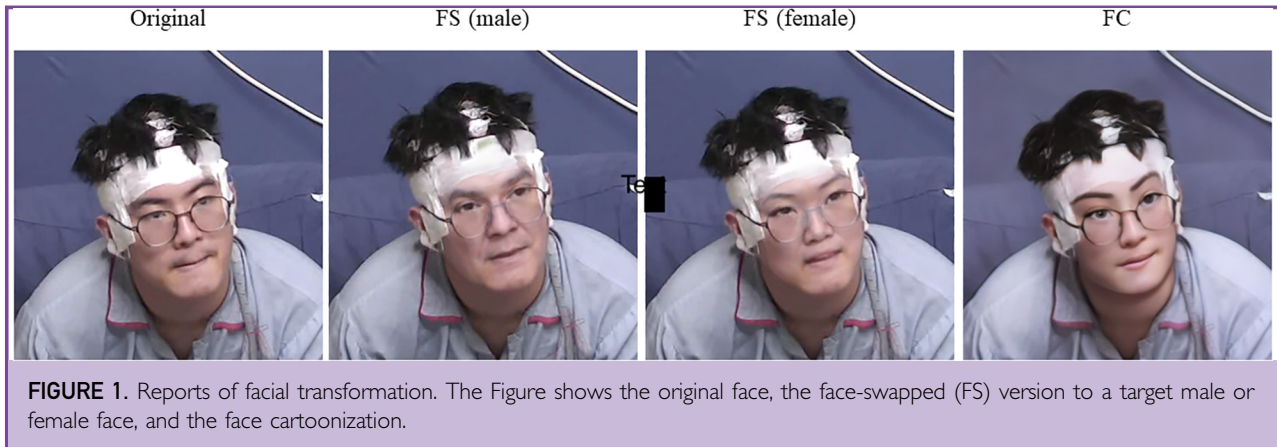 Original
FS (male)
FS (female)
FC
FIGURE 1. Reports of facial transformation. The Figure shows the original face, the face-swapped (FS) version to a target male or
female face, and the face cartoonization.